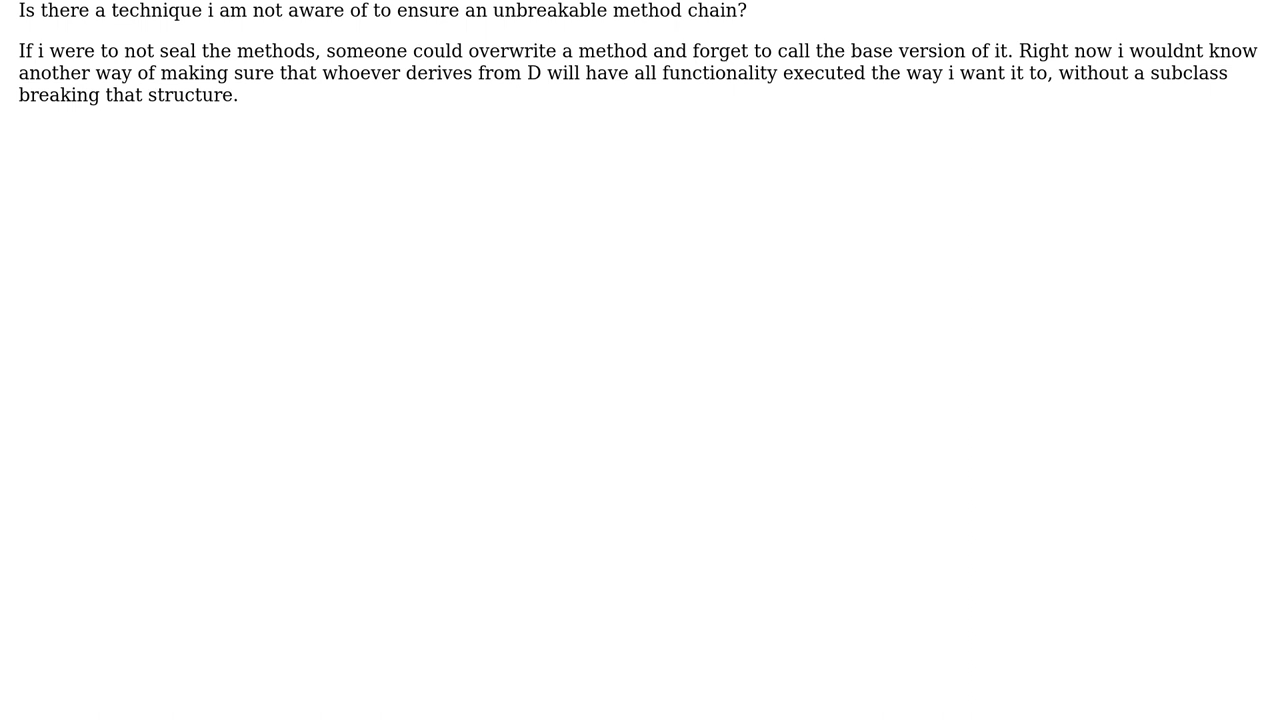 Is there a technique i am not aware of to ensure an unbreakable method chain?
If i were to not seal the methods, someone could overwrite a method and forget to call the base version of it. Right now i wouldnt know
another way of making sure that whoever derives from D will have all functionality executed the way i want it to, without a subclass
breaking that structure.